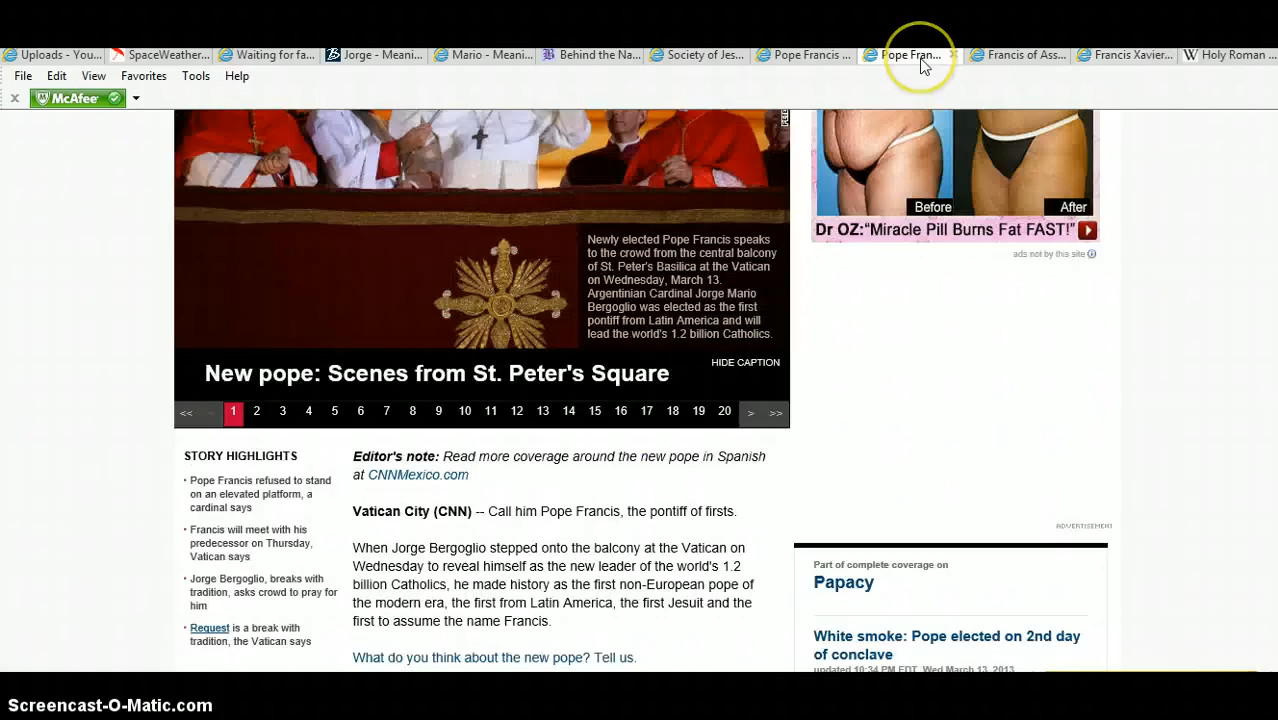 Uploads - You...
SpaceWeather...
Waiting for fa...
Jorge - Meani...
Mario - Meani...
Behind the Na...
Society of Jes...
Pope Francis ...
Pope Fran...
Francis of Ass...
Francis Xavier...
Holy Roman ...
File Edit View Favorites Tools Help
x McAfee
Before After
Dr OZ:“Miracle Pill Burns Fat FAST!”
ads not by this site
Newly elected Pope Francis speaks
to the crowd from the central balcony
of St. Peter's Basilica at the Vatican
on Wednesday, March 13.
Argentinian Cardinal Jorge Mario
Bergoglio was elected as the first
pontiff from Latin America and will
lead the world's 1.2 billion Catholics.
HIDE CAPTION
New pope: Scenes from St. Peter's Square
<< 1 2 3 4 5 6 7 8 9 10 11 12 13 14 15 16 17 18 19 20 > >>
STORY HIGHLIGHTS
· Pope Francis refused to stand
on an elevated platform, a
cardinal says
· Francis will meet with his
predecessor on Thursday,
Vatican says
· Jorge Bergoglio, breaks with
tradition, asks crowd to pray for
him
· Request is a break with
tradition, the Vatican says
Editor's note: Read more coverage around the new pope in Spanish
at CNNMexico.com
Vatican City (CNN) -- Call him Pope Francis, the pontiff of firsts.
When Jorge Bergoglio stepped onto the balcony at the Vatican on
Wednesday to reveal himself as the new leader of the world's 1.2
billion Catholics, he made history as the first non-European pope of
the modern era, the first from Latin America, the first Jesuit and the
first to assume the name Francis.
What do you think about the new pope? Tell us.
ADVERTISEMENT
Part of complete coverage on
Papacy
White smoke: Pope elected on 2nd day
of conclave
updated 10:34 PM EDT, Wed March 13, 2013
Screencast-O-Matic.com